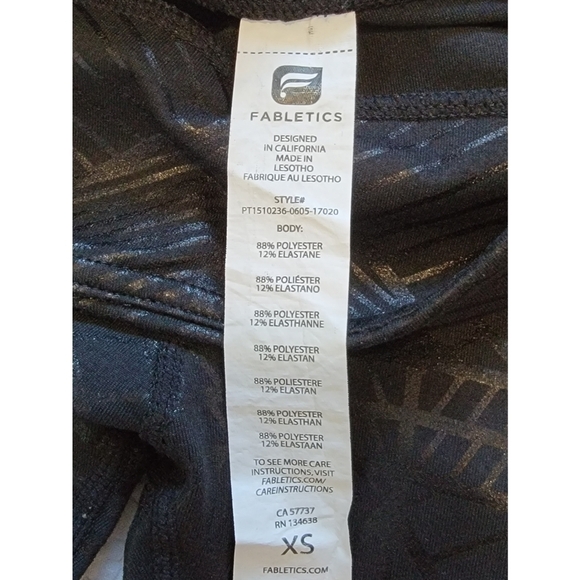 FABLETICS
DESIGNED
IN CALIFORNIA
MADE IN
LESOTHO
FABRIQUE AU LESOTHO
STYLE#
PT1510236-0605-17020
BODY:
88% POLYESTER
12% ELASTANE
88% POLIÉSTER
12% ELASTANO
88% POLYESTER
12% ELASTHANNE
88% POLYESTER
12% ELASTAN
88% POLIESTERE
12% ELASTAN
88% POLYESTER
12% ELASTHAN
88% POLYESTER
12% ELASTAAN
TO SEE MORE CARE
INSTRUCTIONS, VISIT
FABLETICS.COM/
CAREINSTRUCTIONS
CA 57737
RN 134638
XS
FABLETICS.COM